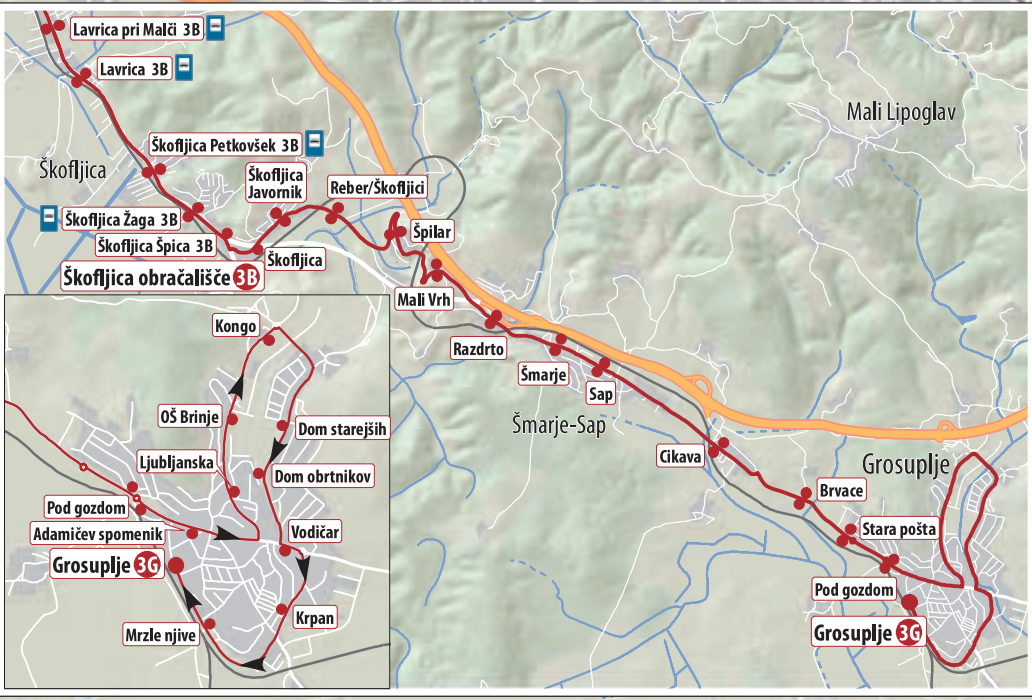 Lavrica pri Malči 3B
Lavrica 3B
Mali Lipoglav
Škofljica Petkovšek 3B
Škofljica
Škofljica
Javornik
Reber/Škofljici
Škofljica Žaga 3B
Špilar
Škofljica Špica 3B
Škofljica
Škofljica obračališče 3B
Mali Vrh
Razdrto
Šmarje
Sap
Šmarje-Sap
Cikava
Grosuplje
Brvace
Stara pošta
Pod gozdom
Grosuplje 3G
Kongo
OŠ Brinje
Dom starejših
Ljubljanska
Dom obrtnikov
Pod gozdom
Adamičev spomenik
Vodičar
Grosuplje 3G
Krpan
Mrzle njive